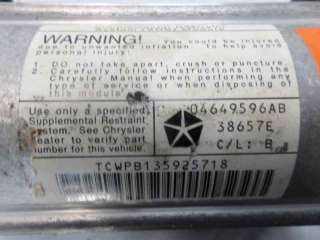 WARNING! You could be injured
due to unwanted inflation. To help avoid
personal injury:
1. DO not take apart, crush or puncture.
2. Carefully follow instructions in the
Chrysler Manual when performing any
type of service or when disposing
of this module.
Use only a specified
Supplemental Restraint
System. See Chrysler
dealer to verify part
number for this vehicle.
04649596AB
38657E
C/L: B
TCWPB135925718